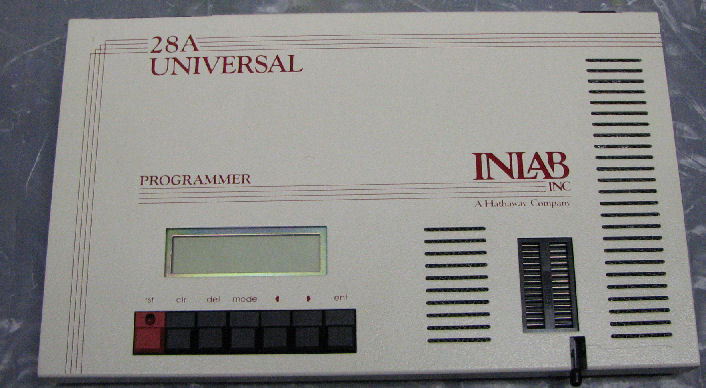 28A
UNIVERSAL
PROGRAMMER
INLAB
INC
A Hathaway Company
rst clr del mode ent